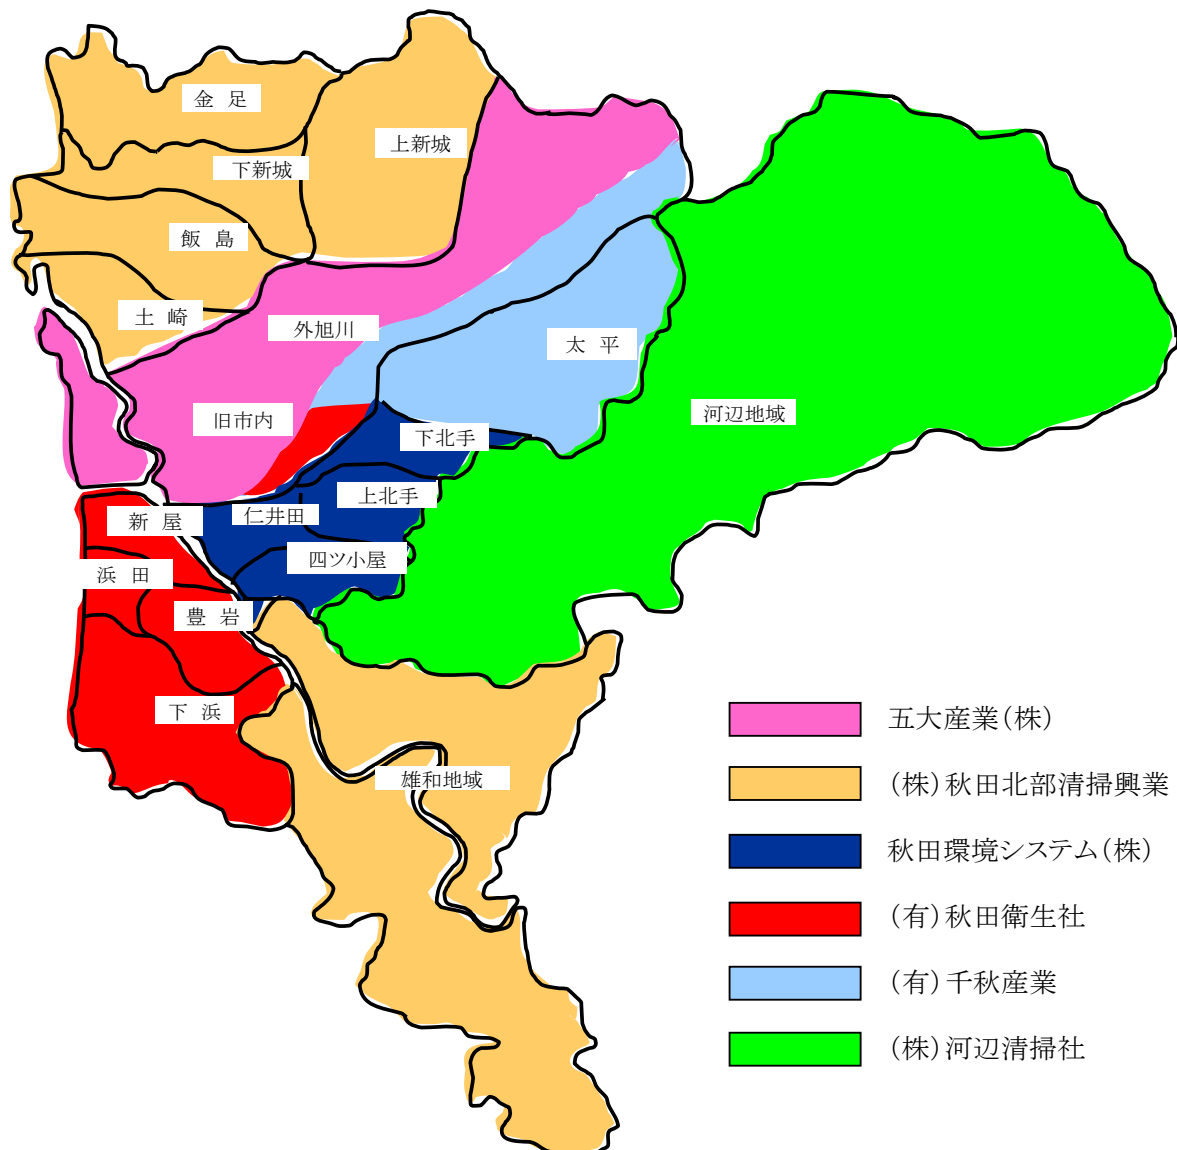 金 足
上新城
下新城
飯 島
土 崎
外旭川
太 平
旧市内
河辺地域
下北手
上北手
仁井田
新 屋
四ツ小屋
浜 田
豊 岩
下 浜
雄和地域
五大産業(株)
(株)秋田北部清掃興業
秋田環境システム(株)
(有)秋田衛生社
(有)千秋産業
(株)河辺清掃社